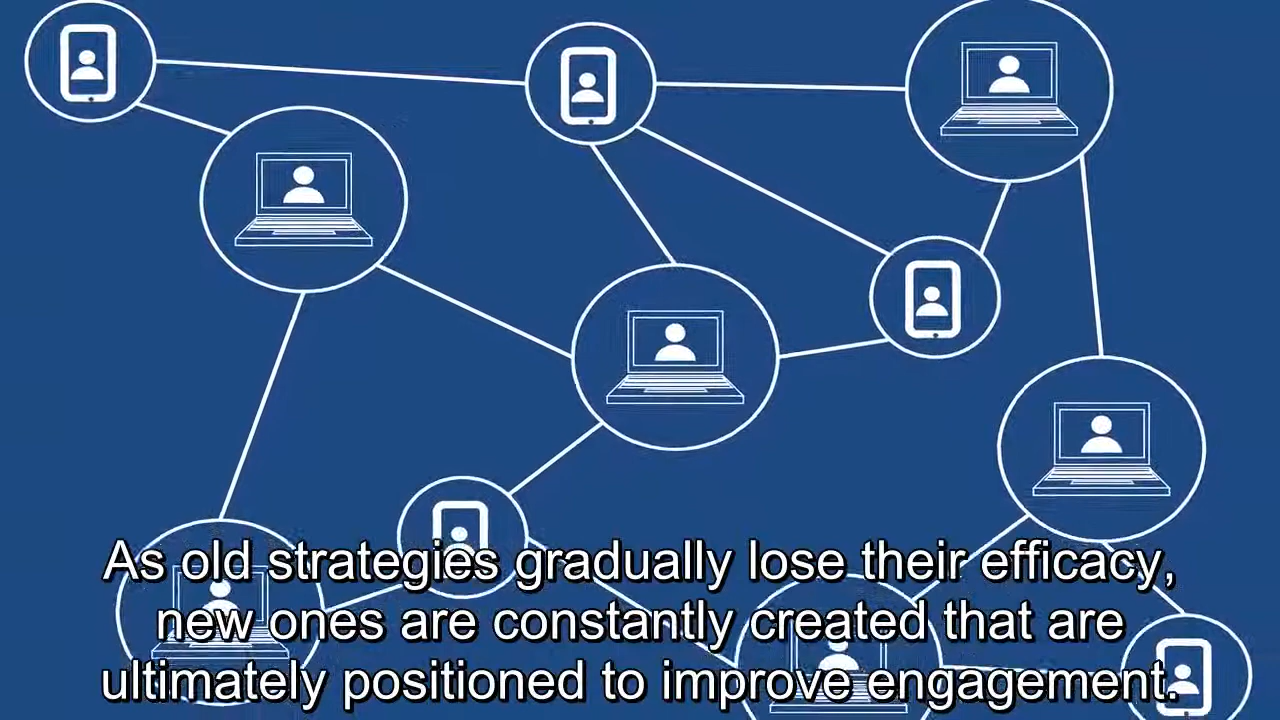 As old strategies gradually lose their efficacy,
new ones are constantly created that are
ultimately positioned to improve engagement.